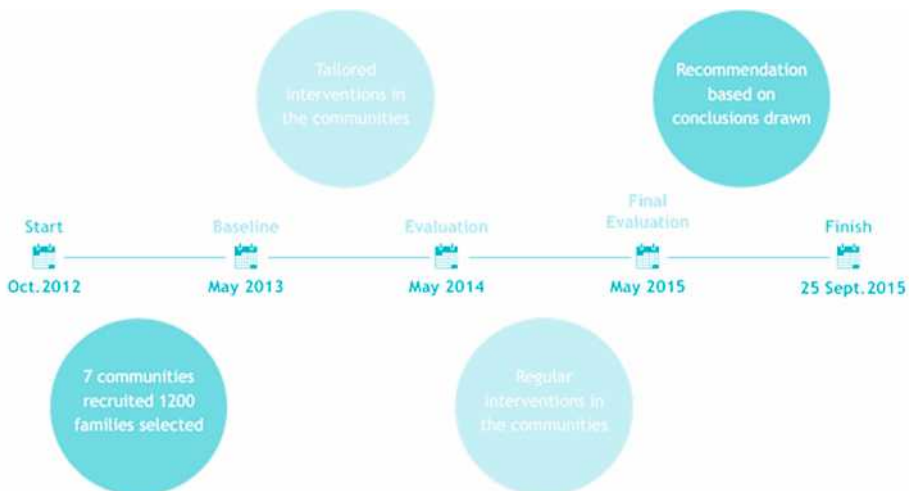 Tailored
interventions in
the communities
Recommendation
based on
conclusions drawn
Start
Baseline
Evaluation
Final
Evaluation
Finish
Oct.2012
May 2013
May 2014
May 2015
25 Sept.2015
7 communities
recruited 1200
families selected
Regular
interventions in
the communities